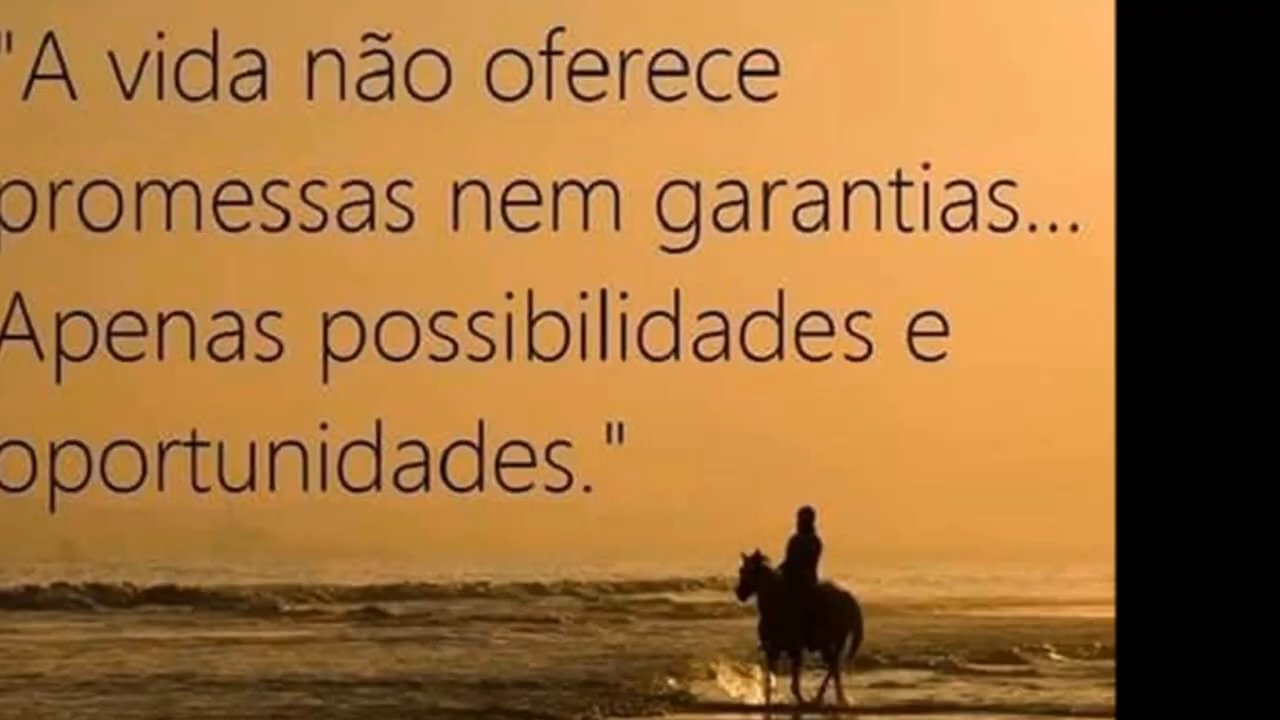 "A vida não oferece
promessas nem garantias...
Apenas possibilidades e
oportunidades."